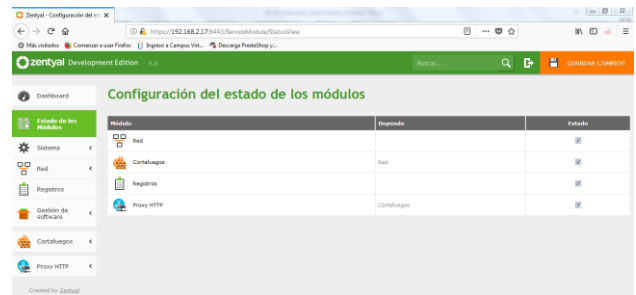 Zentyal - Configuración del est
https://192.168.2.17:8443/ServiceModule/StatusView
Más visitados
Comenzar a usar Firefox
Ingreso a Campus Virt...
Descarga PrestaShop y...
zentyal Development Edition 6.0
Buscar...
GUARDAR CAMBIOS
Dashboard
Estado de los
Módulos
Sistema
Red
Registros
Gestión de
software
Cortafuegos
Proxy HTTP
Created by Zentyal
Configuración del estado de los módulos
Módulo Depende Estado
Red
Cortafuegos Red
Registros
Proxy HTTP Cortafuegos